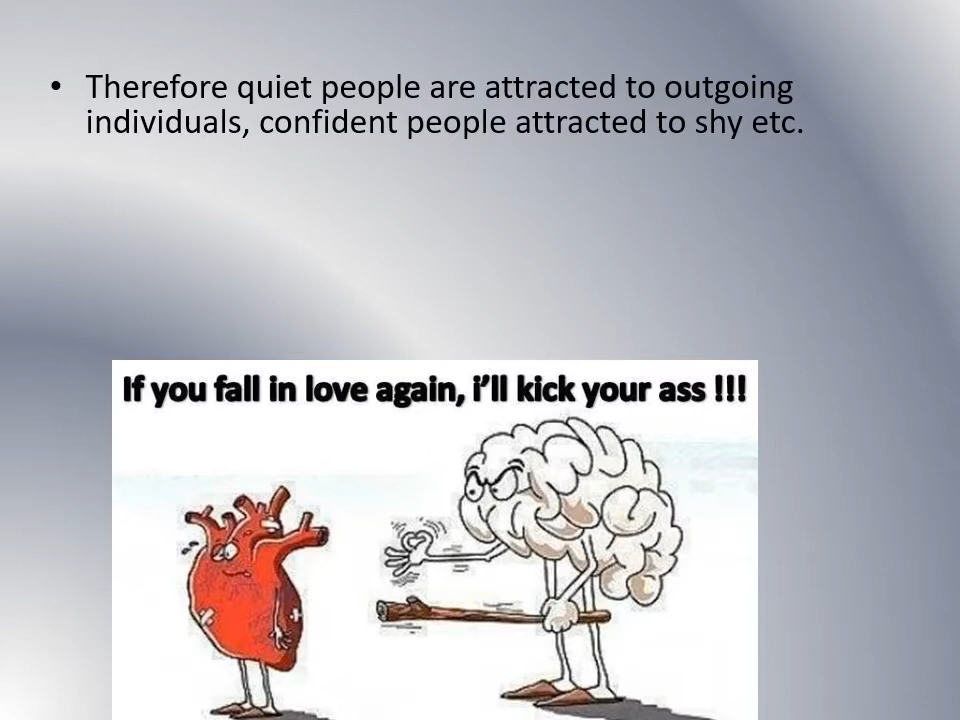 • Therefore quiet people are attracted to outgoing
individuals, confident people attracted to shy etc.
If you fall in love again, i’ll kick your ass !!!